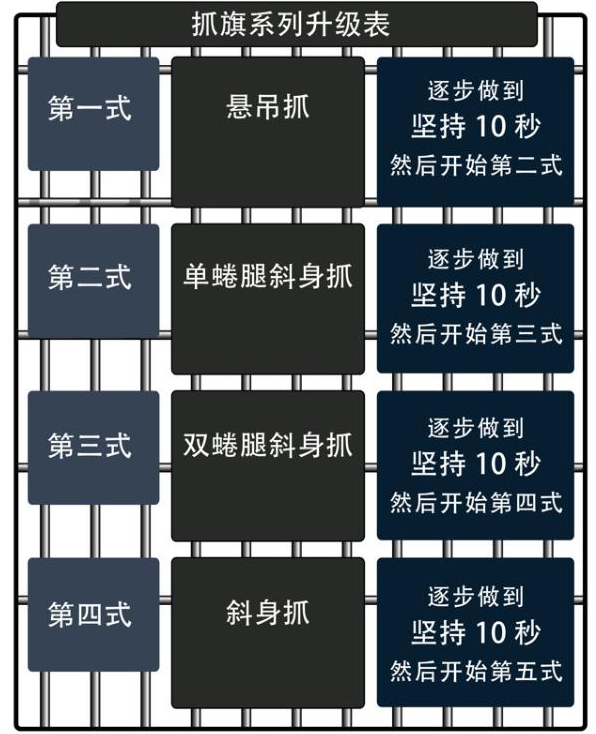 抓旗系列升级表
第一式
悬吊抓
逐步做到
坚持 10 秒
然后开始第二式
第二式
单蜷腿斜身抓
逐步做到
坚持 10 秒
然后开始第三式
第三式
双蜷腿斜身抓
逐步做到
坚持 10 秒
然后开始第四式
第四式
斜身抓
逐步做到
坚持 10 秒
然后开始第五式